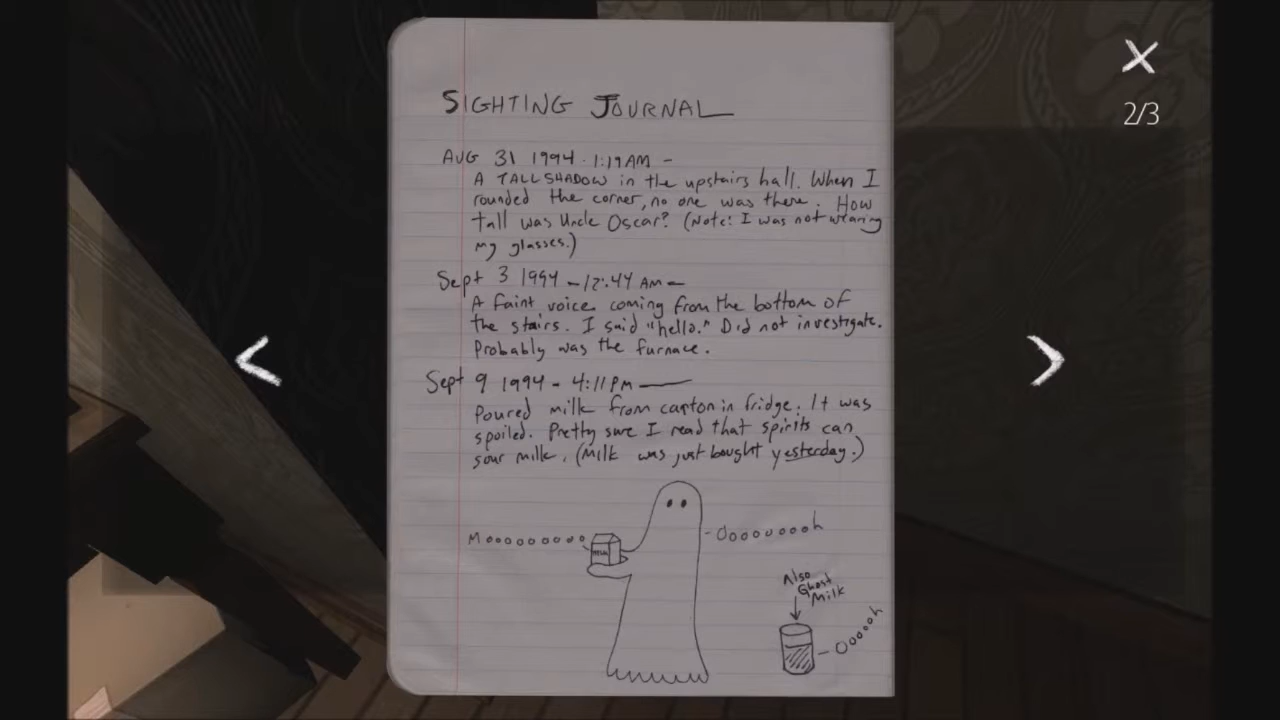 SIGHTING JOURNAL
X
2/3
AUG 31 1994 - 1:19AM -
A TALL SHADOW in the upstairs hall. When I
rounded the corner, no one was there. How
tall was Uncle Oscar? (Note: I was not wearing
my glasses.)
Sept 3 1994 - 12:44 AM -
A faint voice coming from the bottom of
the stairs. I said "hello." Did not investigate.
Probably was the furnace.
Sept 9 1994 - 4:11 PM -
Poured milk from carton in fridge. It was
spoiled. Pretty sure I read that spirits can
sour milk. (Milk was just bought yesterday.)
Mooooooooo
MILK
-Oooooooooh
Also
Ghost
Milk
-Oooooh